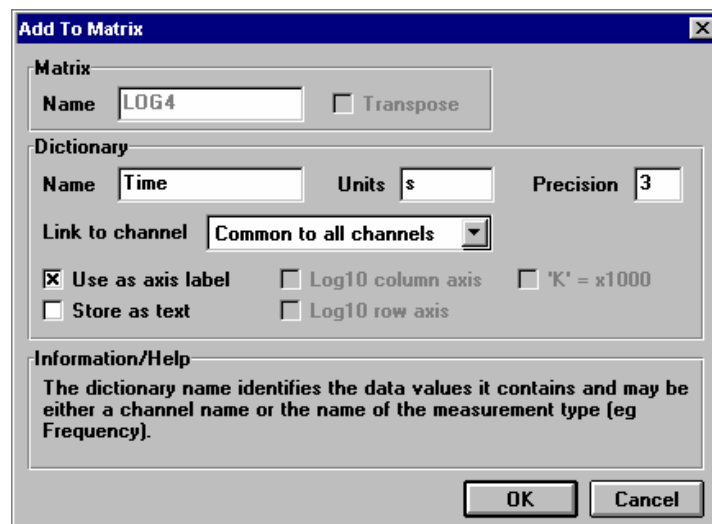 Add To Matrix
Matrix
Name LOG4 Transpose
Dictionary
Name Time Units s Precision 3
Link to channel Common to all channels
Use as axis label Log10 column axis 'K' = x1000
Store as text Log10 row axis
Information/Help
The dictionary name identifies the data values it contains and may be
either a channel name or the name of the measurement type (eg
Frequency).
OK Cancel